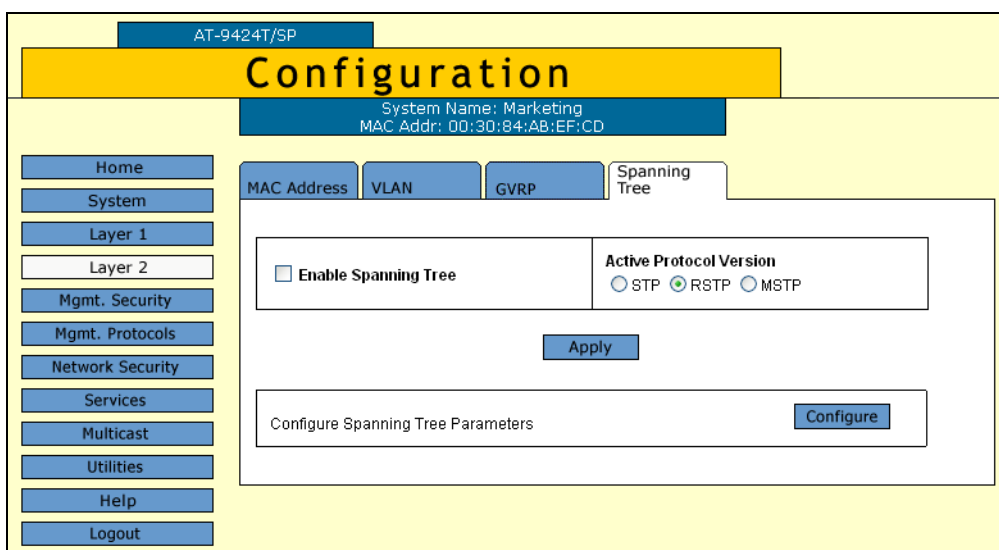 AT-9424T/SP
Configuration
System Name: Marketing
MAC Addr: 00:30:84:AB:EF:CD
Home
System
Layer 1
Layer 2
Mgmt. Security
Mgmt. Protocols
Network Security
Services
Multicast
Utilities
Help
Logout
MAC Address
VLAN
GVRP
Spanning
Tree
Enable Spanning Tree
Active Protocol Version
STP RSTP MSTP
Apply
Configure Spanning Tree Parameters
Configure